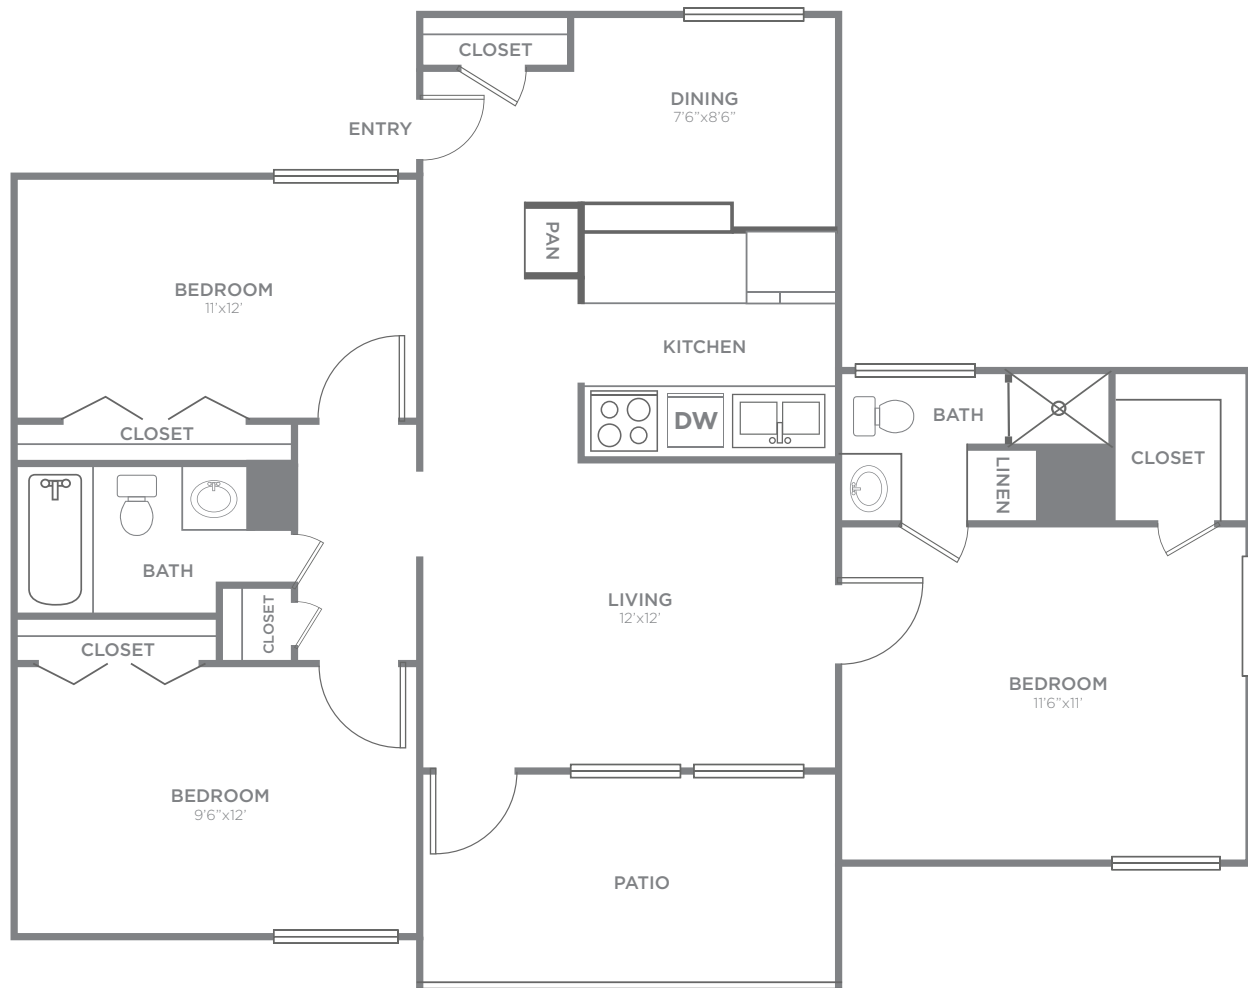 CLOSET
DINING
7'6"x8'6"
ENTRY
PAN
BEDROOM
11'x12'
KITCHEN
DW
BATH
CLOSET
CLOSET
LINEN
BATH
CLOSET
LIVING
12'x12'
CLOSET
BEDROOM
11'6"x11'
BEDROOM
9'6"x12'
PATIO